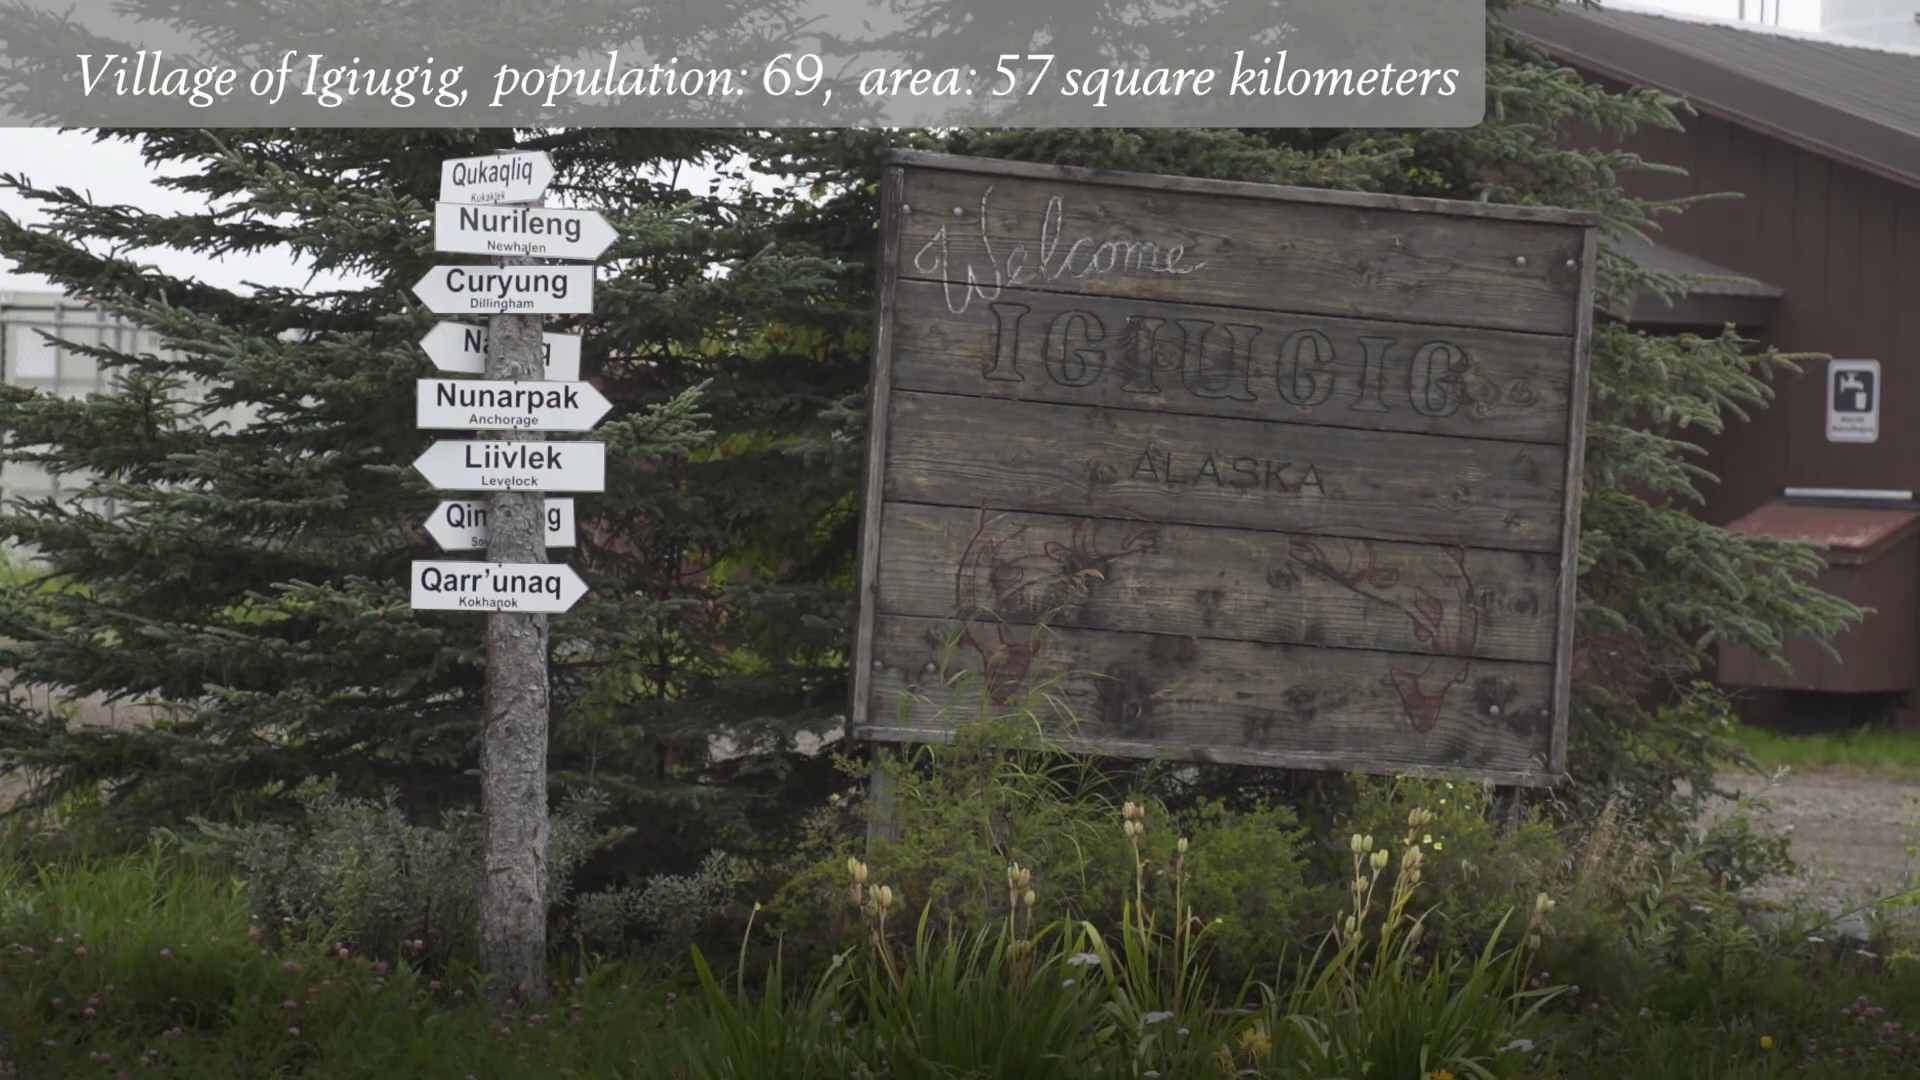 Village of Igiugig, population: 69, area: 57 square kilometers
Qukaqliq
Kukaklek
Nurileng
Newhalen
Curyung
Dillingham
Nunarpak
Anchorage
Liivlek
Levelock
Qarr'unaq
Kokhanok
Welcome
IGIUGIG
ALASKA